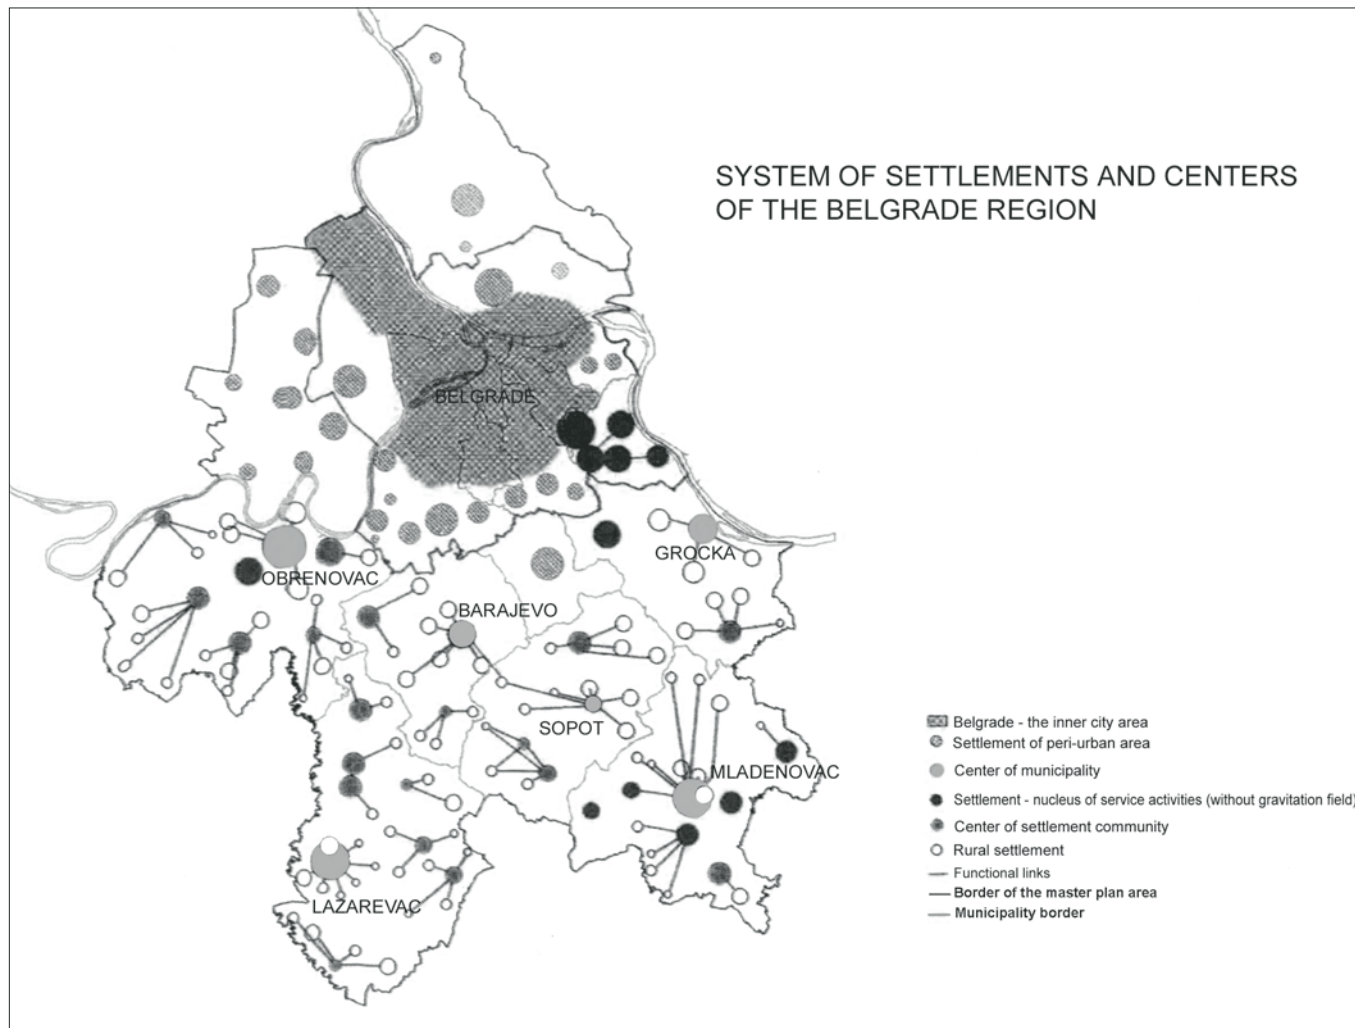 SYSTEM OF SETTLEMENTS AND CENTERS
OF THE BELGRADE REGION
BELGRADE
GROCKA
OBRENOVAC
BARAJEVO
SOPOT
MLADENOVAC
LAZAREVAC
Belgrade - the inner city area
Settlement of peri-urban area
Center of municipality
Settlement - nucleus of service activities (without gravitation field)
Center of settlement community
Rural settlement
Functional links
Border of the master plan area
Municipality border